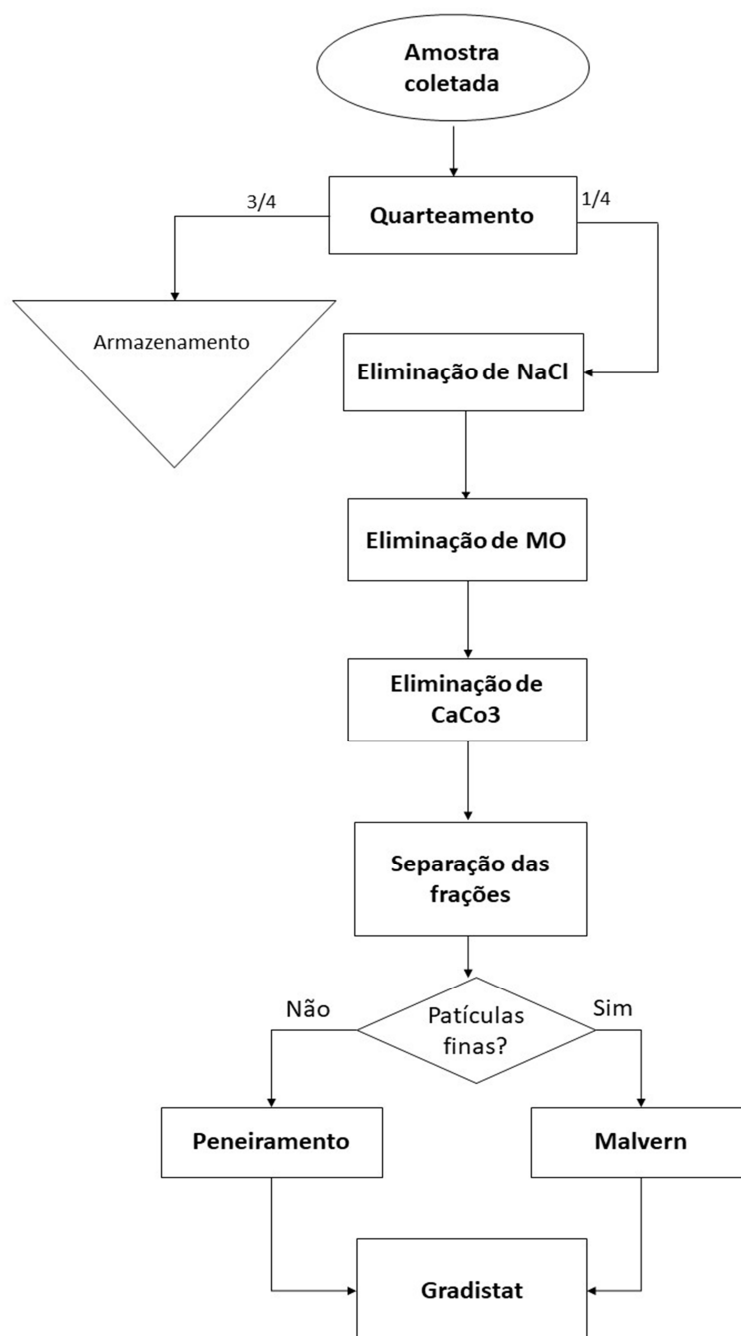 Amostra
coletada
3/4
Quarteamento
1/4
Armazenamento
Eliminação de NaCl
Eliminação de MO
Eliminação de
CaCo3
Separação das
frações
Não
Patículas
finas?
Sim
Peneiramento
Malvern
Gradistat